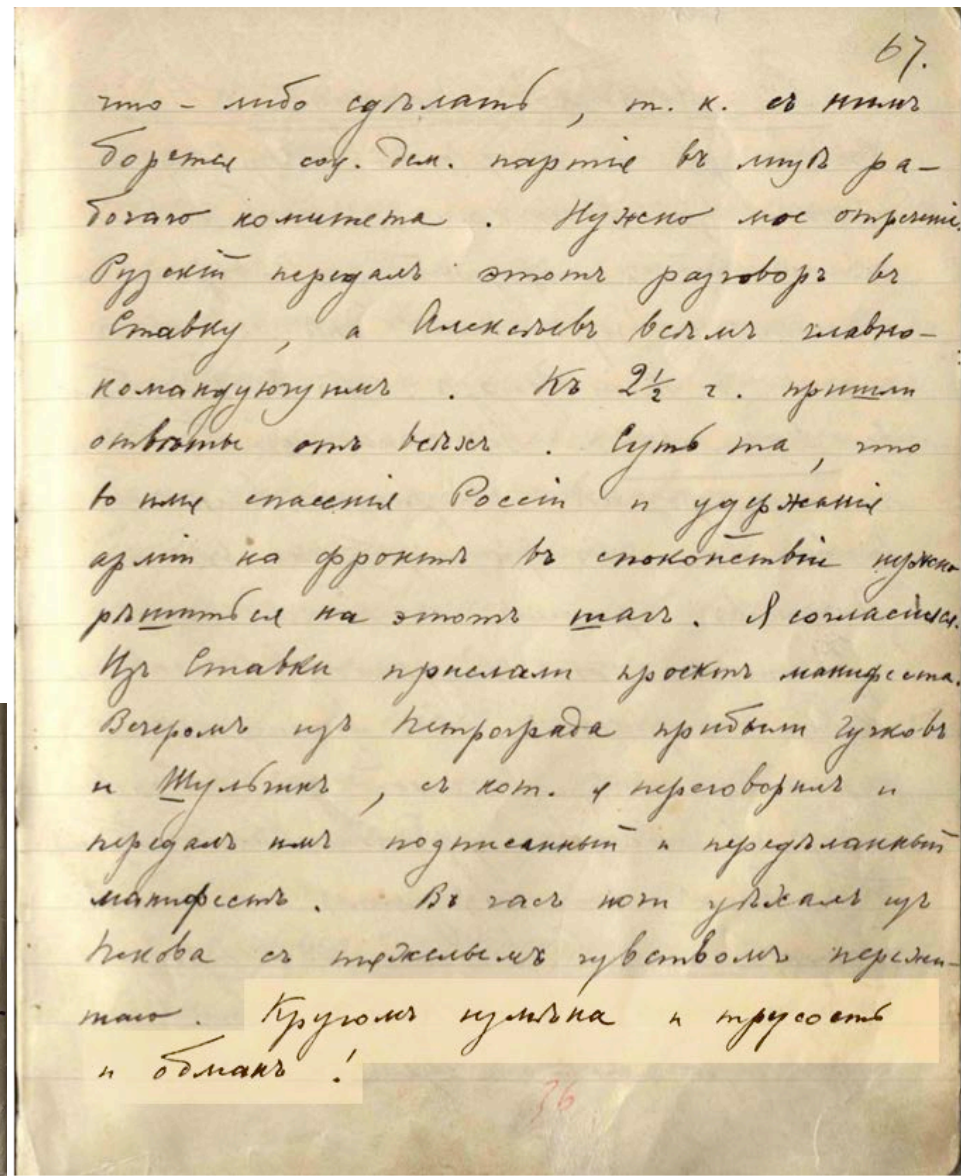 67.
что-либо сдѣлать, т. к. съ нимъ
борется соц. дем. партія въ лицѣ ра-
бочаго комитета. Нужно мое отреченіе.
Рузскій передалъ этотъ разговоръ въ
Ставку, а Алексѣевъ всѣмъ главно-
командующимъ. Къ 2½ ч. пришли
отвѣты отъ всѣхъ. Суть та, что
во имя спасенія Россіи и удержанія
арміи на фронтѣ въ спокойствіи нужно
рѣшиться на этотъ шагъ. Я согласился.
Изъ Ставки прислали проектъ манифеста.
Вечеромъ изъ Петрограда прибыли Гучковъ
и Шульгинъ, съ кот. я переговорилъ и
передалъ имъ подписанный и передѣланный
манифестъ. Въ часъ ночи уѣхалъ изъ
Пскова съ тяжелымъ чувствомъ пережи-
таго. Кругомъ измѣна и трусость
и обманъ!
36